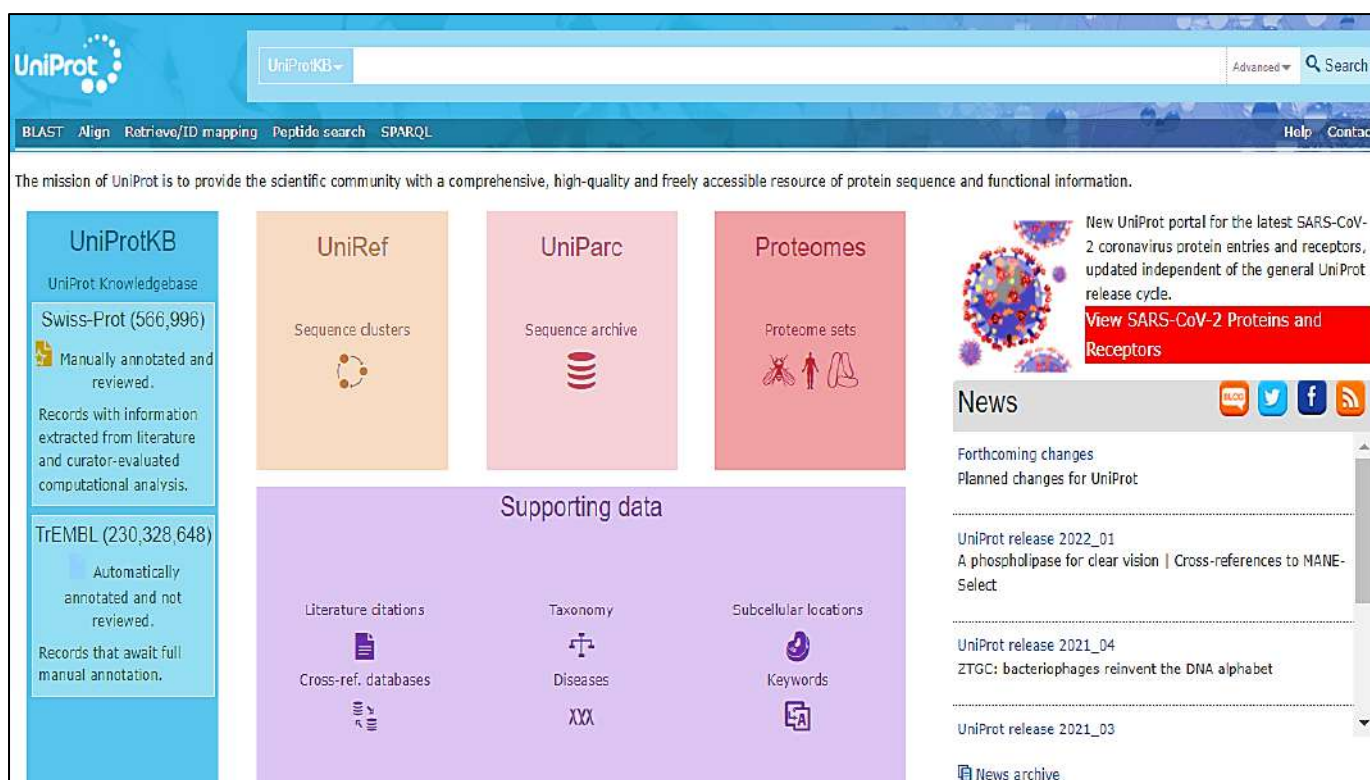 UniProt
UniProtKB
Advanced
Search
BLAST Align Retrieve/ID mapping Peptide search SPARQL
Help Contac
The mission of UniProt is to provide the scientific community with a comprehensive, high-quality and freely accessible resource of protein sequence and functional information.
UniProtKB
UniProt Knowledgebase
Swiss-Prot (566,996)
Manually annotated and
reviewed.
Records with information
extracted from literature
and curator-evaluated
computational analysis.
TrEMBL (230,328,648)
Automatically
annotated and not
reviewed.
Records that await full
manual annotation.
UniRef
Sequence clusters
UniParc
Sequence archive
Proteomes
Proteome sets
Supporting data
Literature citations
Taxonomy
Subcellular locations
Cross-ref. databases
Diseases
Keywords
New UniProt portal for the latest SARS-CoV-
2 coronavirus protein entries and receptors,
updated independent of the general UniProt
release cycle.
View SARS-CoV-2 Proteins and
Receptors
News
BLOG
Forthcoming changes
Planned changes for UniProt
UniProt release 2022_01
A phospholipase for clear vision | Cross-references to MANE-
Select
UniProt release 2021_04
ZTGC: bacteriophages reinvent the DNA alphabet
UniProt release 2021_03
News archive